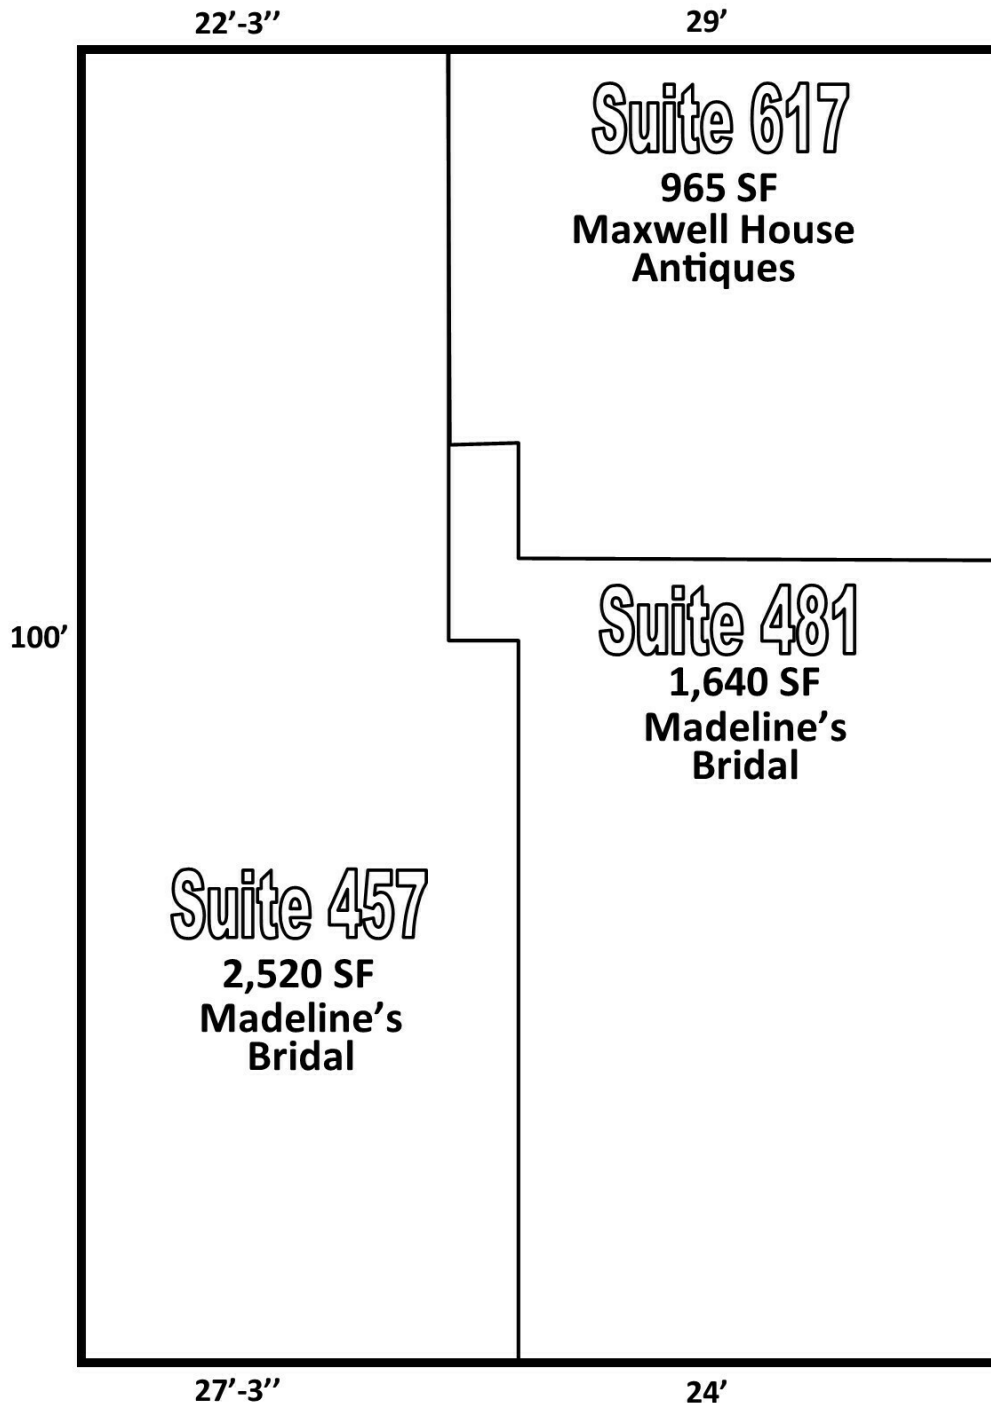 22’-3’’
29’
Suite 617
965 SF
Maxwell House
Antiques
100’
Suite 481
1,640 SF
Madeline’s
Bridal
Suite 457
2,520 SF
Madeline’s
Bridal
27’-3’’
24’